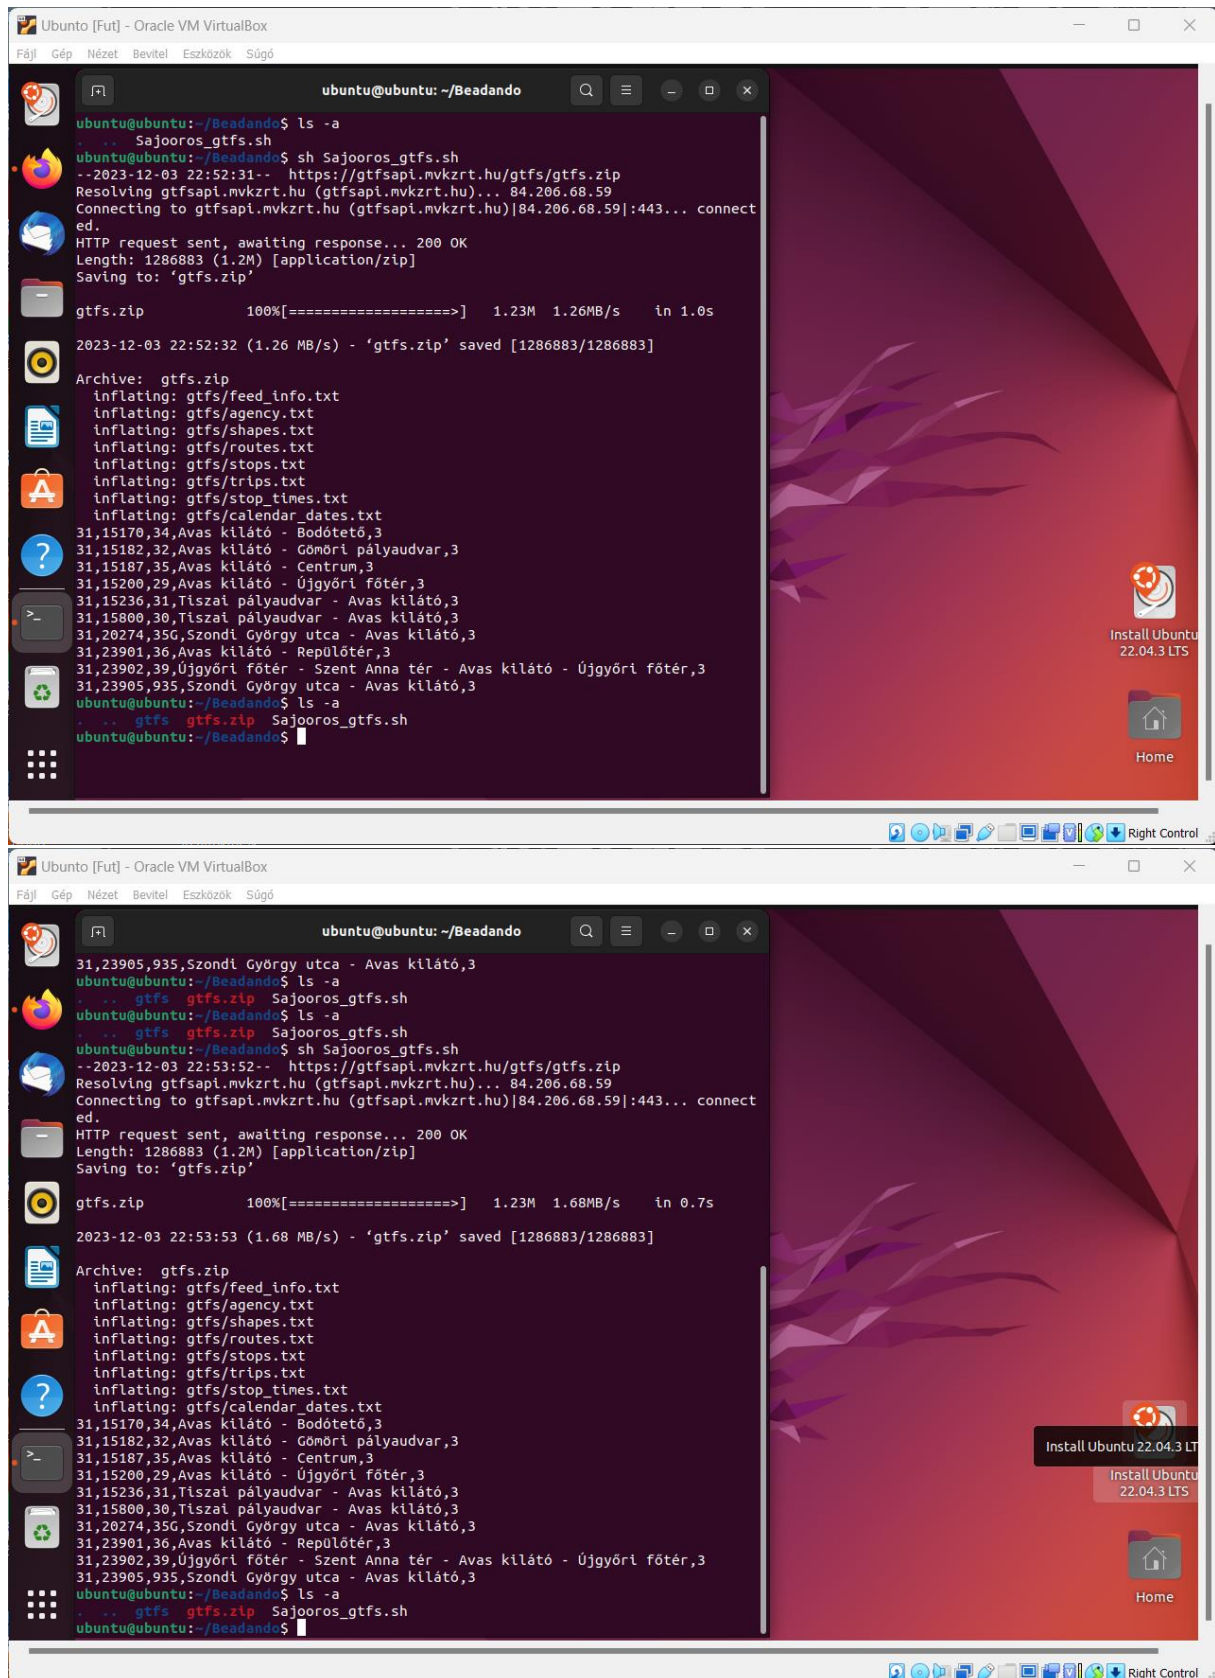 Ubunto [Fut] - Oracle VM VirtualBox
Fájl Gép Nézet Bevitel Eszközök Súgó
ubuntu@ubuntu: ~/Beadando
ubuntu@ubuntu:~/Beadando$ ls -a
. .. Sajooros_gtfs.sh
ubuntu@ubuntu:~/Beadando$ sh Sajooros_gtfs.sh
--2023-12-03 22:52:31-- https://gtfsapi.mvkzrt.hu/gtfs/gtfs.zip
Resolving gtfsapi.mvkzrt.hu (gtfsapi.mvkzrt.hu)... 84.206.68.59
Connecting to gtfsapi.mvkzrt.hu (gtfsapi.mvkzrt.hu)|84.206.68.59|:443... connect
ed.
HTTP request sent, awaiting response... 200 OK
Length: 1286883 (1.2M) [application/zip]
Saving to: ‘gtfs.zip’
gtfs.zip 100%[===================>] 1.23M 1.26MB/s in 1.0s
2023-12-03 22:52:32 (1.26 MB/s) - ‘gtfs.zip’ saved [1286883/1286883]
Archive: gtfs.zip
inflating: gtfs/feed_info.txt
inflating: gtfs/agency.txt
inflating: gtfs/shapes.txt
inflating: gtfs/routes.txt
inflating: gtfs/stops.txt
inflating: gtfs/trips.txt
inflating: gtfs/stop_times.txt
inflating: gtfs/calendar_dates.txt
31,15170,34,Avas kilátó - Bodótető,3
31,15182,32,Avas kilátó - Gömöri pályaudvar,3
31,15187,35,Avas kilátó - Centrum,3
31,15200,29,Avas kilátó - Újgyőri főtér,3
31,15236,31,Tiszai pályaudvar - Avas kilátó,3
31,15800,30,Tiszai pályaudvar - Avas kilátó,3
31,20274,35G,Szondi György utca - Avas kilátó,3
31,23901,36,Avas kilátó - Repülőtér,3
31,23902,39,Újgyőri főtér - Szent Anna tér - Avas kilátó - Újgyőri főtér,3
31,23905,935,Szondi György utca - Avas kilátó,3
ubuntu@ubuntu:~/Beadando$ ls -a
. .. gtfs gtfs.zip Sajooros_gtfs.sh
ubuntu@ubuntu:~/Beadando$
Install Ubuntu
22.04.3 LTS
Home
Right Control
Ubunto [Fut] - Oracle VM VirtualBox
Fájl Gép Nézet Bevitel Eszközök Súgó
ubuntu@ubuntu: ~/Beadando
31,23905,935,Szondi György utca - Avas kilátó,3
ubuntu@ubuntu:~/Beadando$ ls -a
. .. gtfs gtfs.zip Sajooros_gtfs.sh
ubuntu@ubuntu:~/Beadando$ ls -a
. .. gtfs gtfs.zip Sajooros_gtfs.sh
ubuntu@ubuntu:~/Beadando$ sh Sajooros_gtfs.sh
--2023-12-03 22:53:52-- https://gtfsapi.mvkzrt.hu/gtfs/gtfs.zip
Resolving gtfsapi.mvkzrt.hu (gtfsapi.mvkzrt.hu)... 84.206.68.59
Connecting to gtfsapi.mvkzrt.hu (gtfsapi.mvkzrt.hu)|84.206.68.59|:443... connect
ed.
HTTP request sent, awaiting response... 200 OK
Length: 1286883 (1.2M) [application/zip]
Saving to: ‘gtfs.zip’
gtfs.zip 100%[===================>] 1.23M 1.68MB/s in 0.7s
2023-12-03 22:53:53 (1.68 MB/s) - ‘gtfs.zip’ saved [1286883/1286883]
Archive: gtfs.zip
inflating: gtfs/feed_info.txt
inflating: gtfs/agency.txt
inflating: gtfs/shapes.txt
inflating: gtfs/routes.txt
inflating: gtfs/stops.txt
inflating: gtfs/trips.txt
inflating: gtfs/stop_times.txt
inflating: gtfs/calendar_dates.txt
31,15170,34,Avas kilátó - Bodótető,3
31,15182,32,Avas kilátó - Gömöri pályaudvar,3
31,15187,35,Avas kilátó - Centrum,3
31,15200,29,Avas kilátó - Újgyőri főtér,3
31,15236,31,Tiszai pályaudvar - Avas kilátó,3
31,15800,30,Tiszai pályaudvar - Avas kilátó,3
31,20274,35G,Szondi György utca - Avas kilátó,3
31,23901,36,Avas kilátó - Repülőtér,3
31,23902,39,Újgyőri főtér - Szent Anna tér - Avas kilátó - Újgyőri főtér,3
31,23905,935,Szondi György utca - Avas kilátó,3
ubuntu@ubuntu:~/Beadando$ ls -a
. .. gtfs gtfs.zip Sajooros_gtfs.sh
ubuntu@ubuntu:~/Beadando$
Install Ubuntu 22.04.3 LT
Install Ubuntu
22.04.3 LTS
Home
Right Control